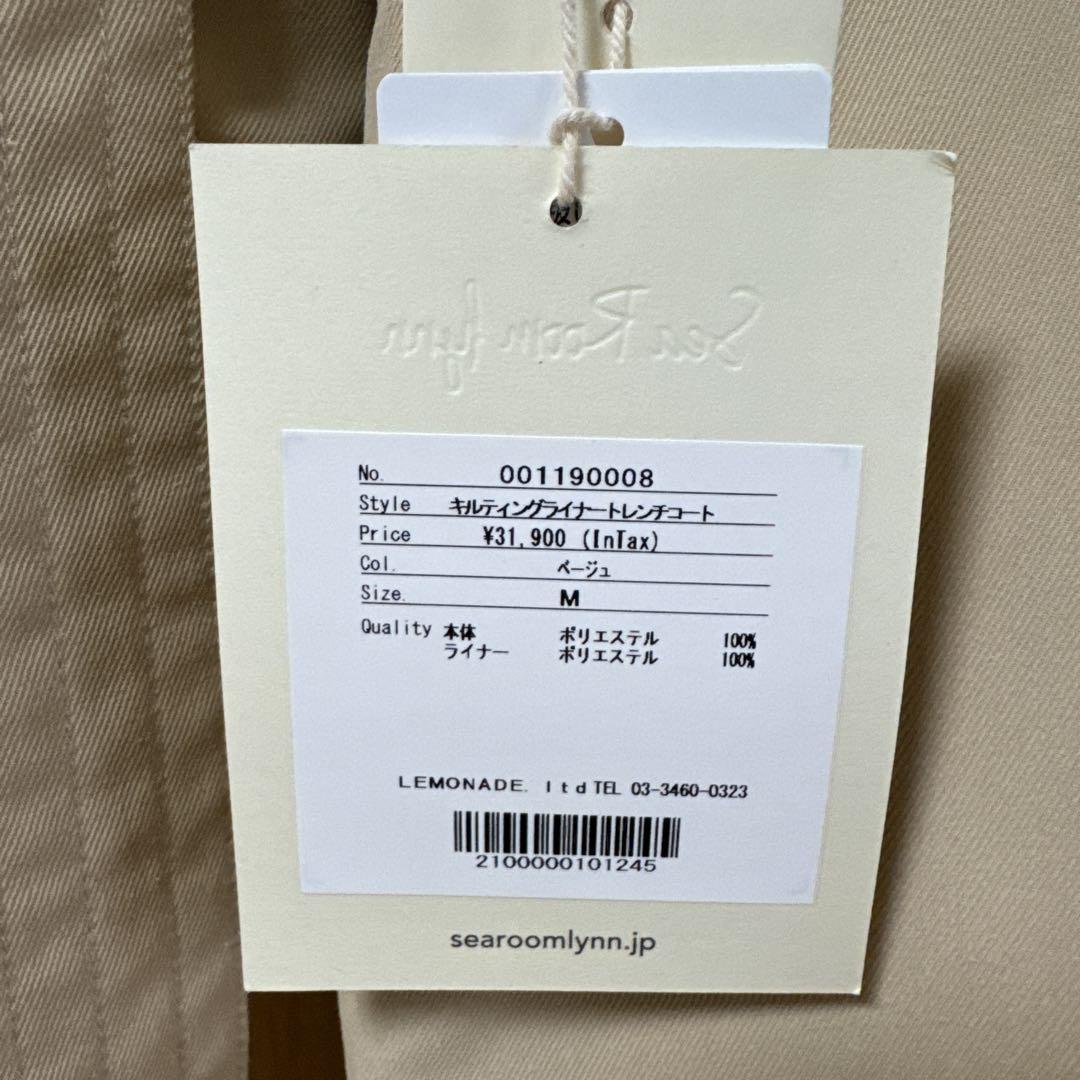 Sea Room lynn
No. 001190008
Style キルティングライナートレンチコート
Price ¥31,900 (InTax)
Col. ベージュ
Size. M
Quality 本体 ポリエステル 100%
ライナー ポリエステル 100%
LEMONADE. ltd TEL 03-3460-0323
2100000101245
searoomlynn.jp